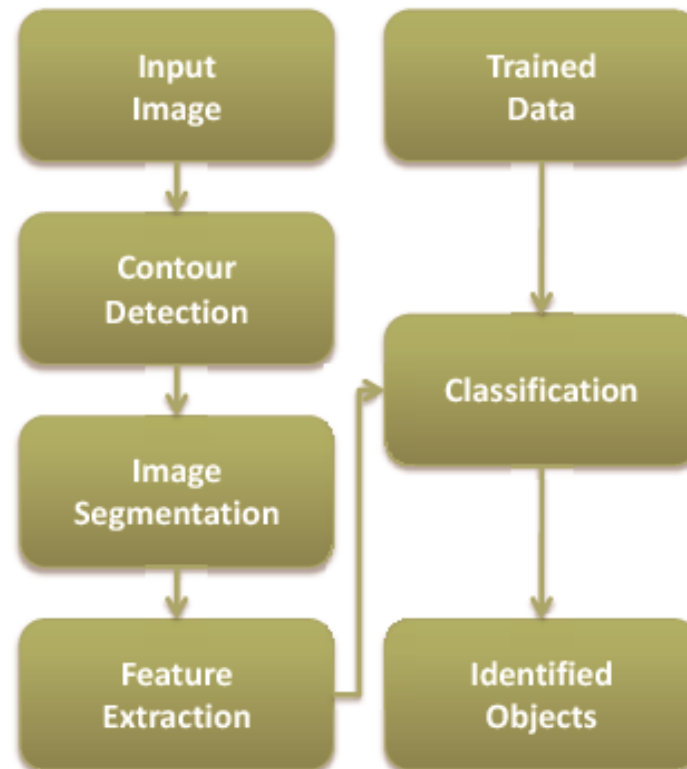 Input
Image
Contour
Detection
Image
Segmentation
Feature
Extraction
Trained
Data
Classification
Identified
Objects